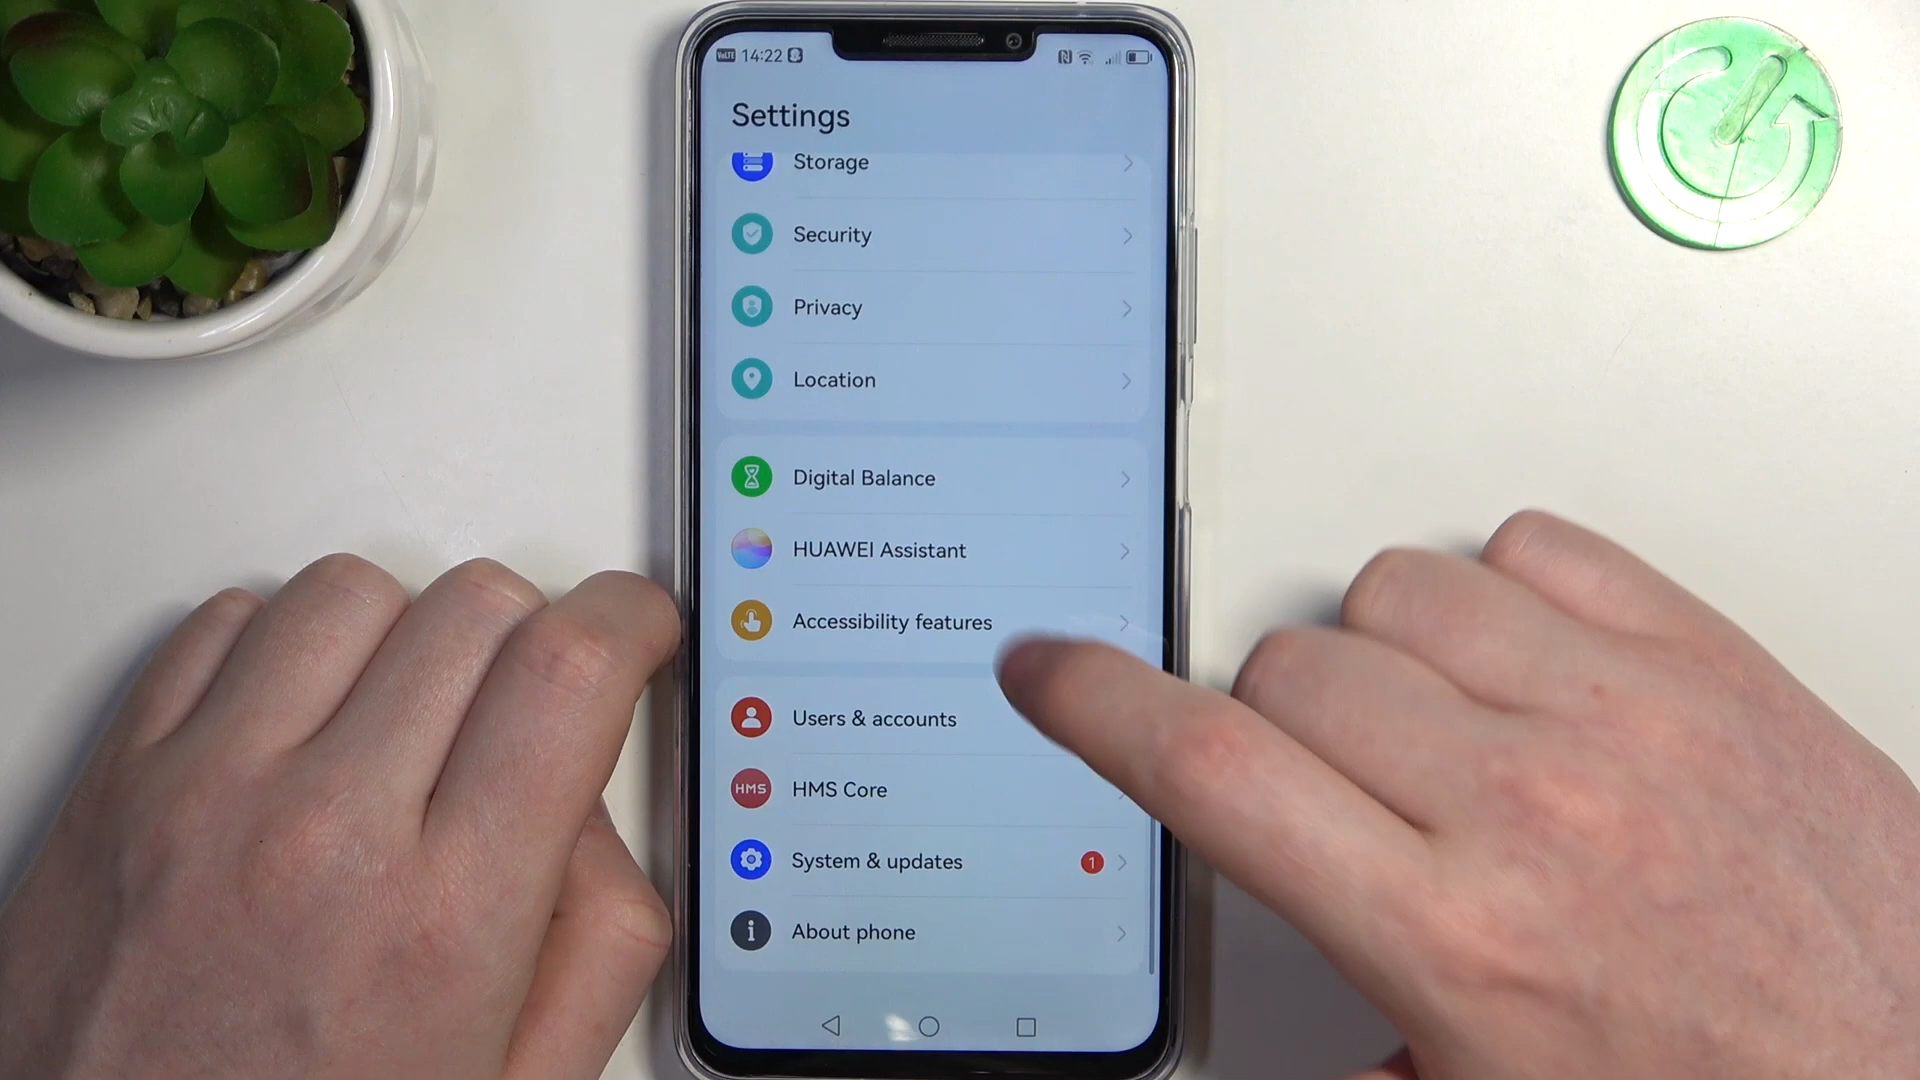 VoLTE 14:22
Settings
Storage
Security
Privacy
Location
Digital Balance
HUAWEI Assistant
Accessibility features
Users & accounts
HMS HMS Core
System & updates 1
About phone